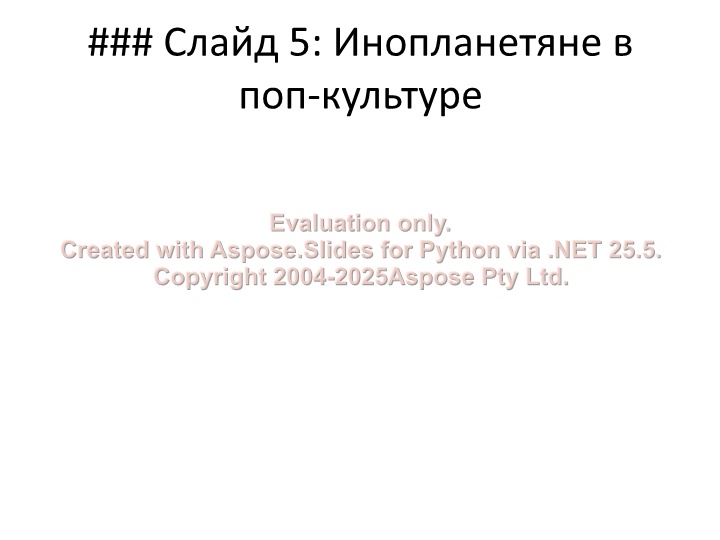 ### Слайд 5: Инопланетяне в
поп-культуре
Evaluation only.
Created with Aspose.Slides for Python via .NET 25.5.
Copyright 2004-2025Aspose Pty Ltd.